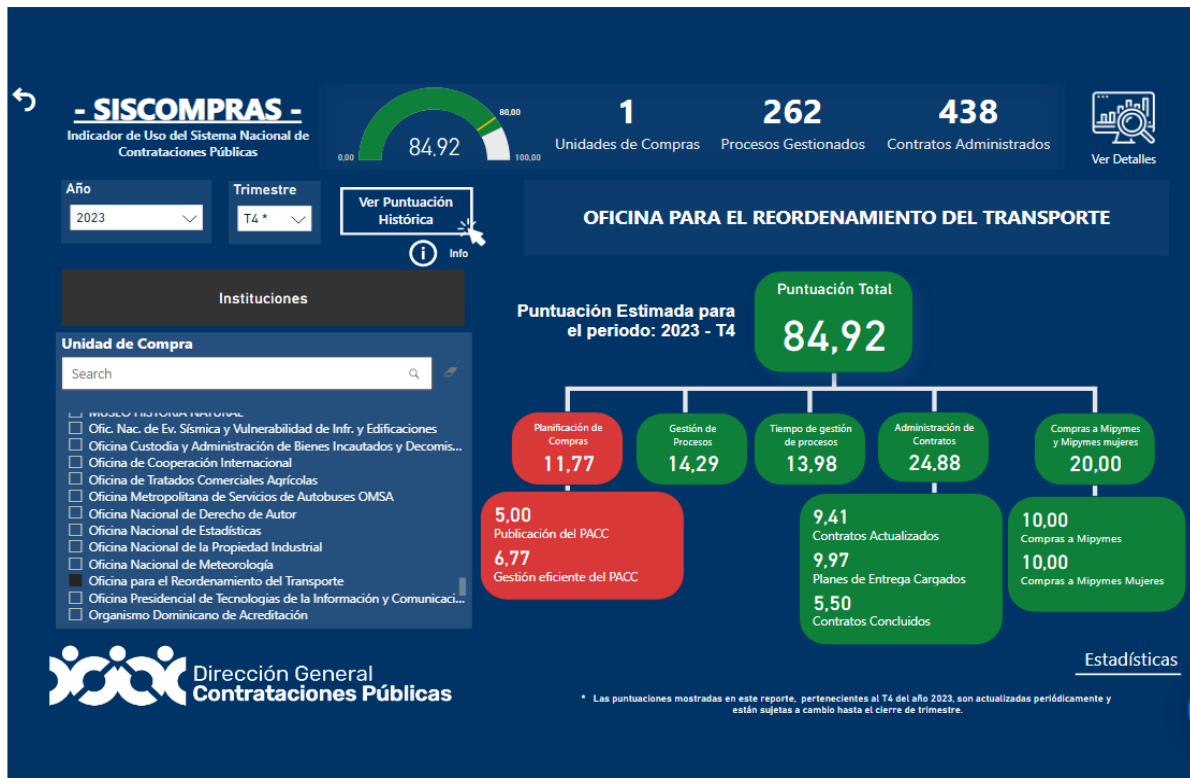 - SISCOMPRAS -
Indicador de Uso del Sistema Nacional de
Contrataciones Públicas
0,00
84,92
80,00
100,00
1
Unidades de Compras
262
Procesos Gestionados
438
Contratos Administrados
Ver Detalles
Año
2023
Trimestre
T4 *
Ver Puntuación
Histórica
i Info
OFICINA PARA EL REORDENAMIENTO DEL TRANSPORTE
Instituciones
Unidad de Compra
Search
MUSEO HISTORIA NATURAL
Ofic. Nac. de Ev. Sísmica y Vulnerabilidad de Infr. y Edificaciones
Oficina Custodia y Administración de Bienes Incautados y Decomis...
Oficina de Cooperación Internacional
Oficina de Tratados Comerciales Agrícolas
Oficina Metropolitana de Servicios de Autobuses OMSA
Oficina Nacional de Derecho de Autor
Oficina Nacional de Estadísticas
Oficina Nacional de la Propiedad Industrial
Oficina Nacional de Meteorología
Oficina para el Reordenamiento del Transporte
Oficina Presidencial de Tecnologías de la Información y Comunicaci...
Organismo Dominicano de Acreditación
Puntuación Estimada para
el periodo: 2023 - T4
Puntuación Total
84,92
Planificación de
Compras
11,77
Gestión de
Procesos
14,29
Tiempo de gestión
de procesos
13,98
Administración de
Contratos
24,88
Compras a Mipymes
y Mipymes mujeres
20,00
5,00
Publicación del PACC
6,77
Gestión eficiente del PACC
9,41
Contratos Actualizados
9,97
Planes de Entrega Cargados
5,50
Contratos Concluidos
10,00
Compras a Mipymes
10,00
Compras a Mipymes Mujeres
Dirección General
Contrataciones Públicas
Estadísticas
* Las puntuaciones mostradas en este reporte, pertenecientes al T4 del año 2023, son actualizadas periódicamente y
están sujetas a cambio hasta el cierre de trimestre.